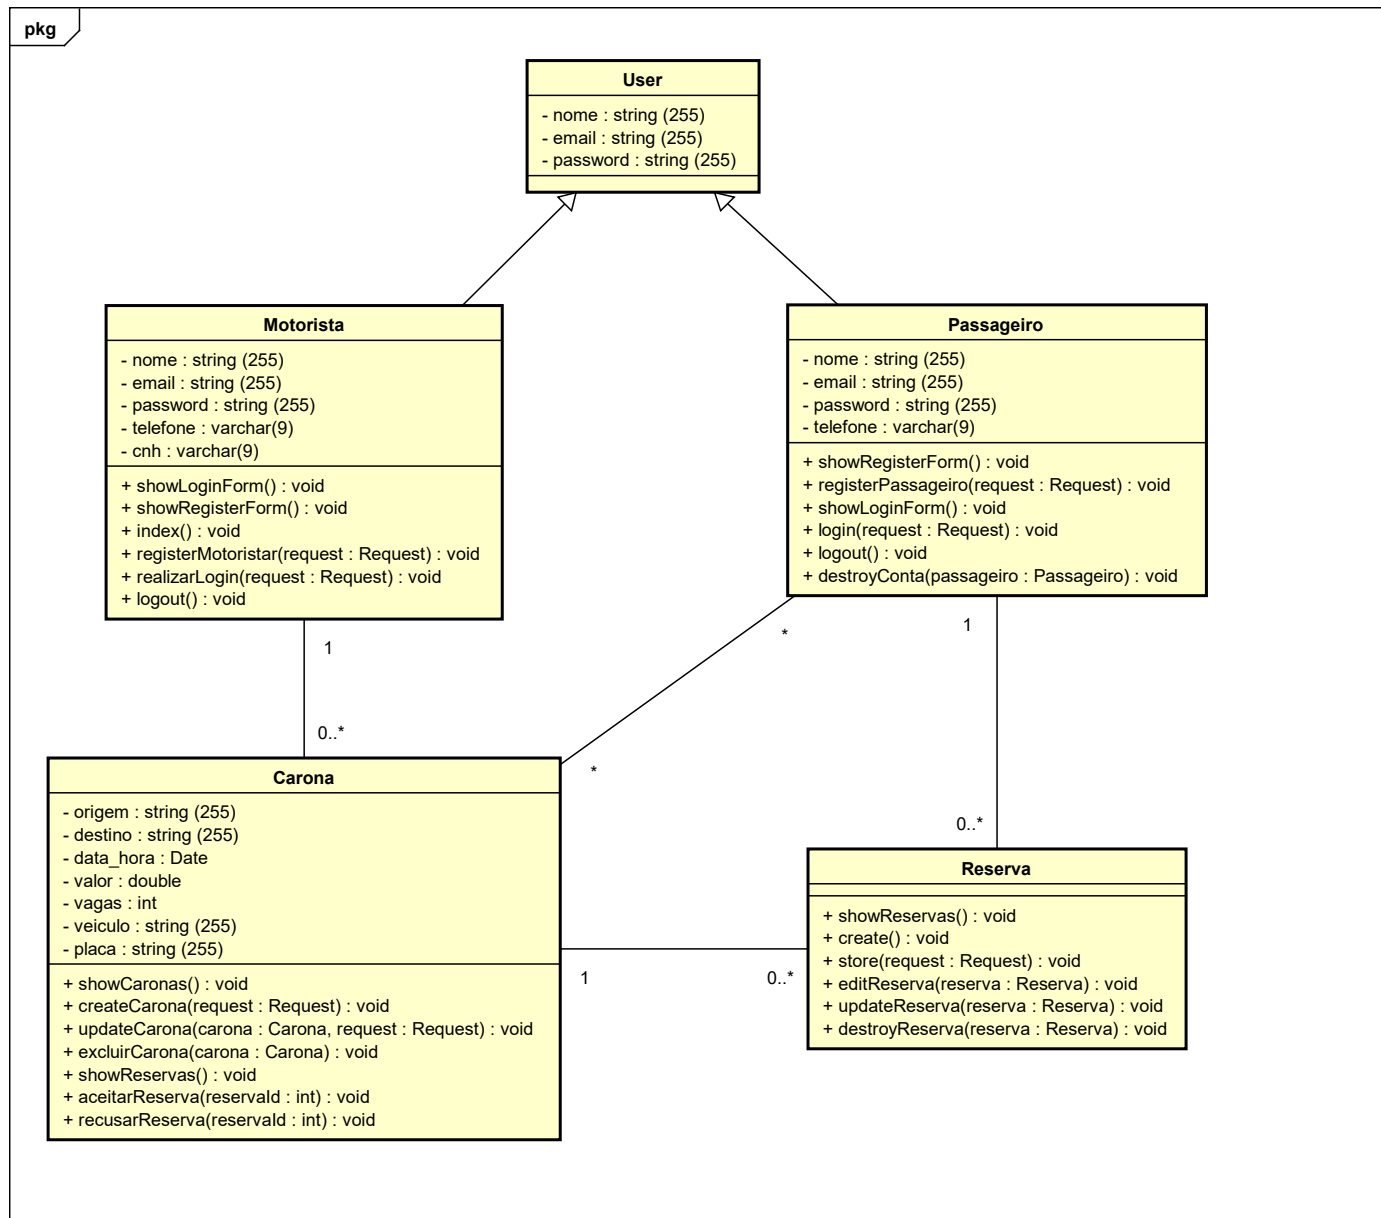 pkg
User
- nome : string (255)
- email : string (255)
- password : string (255)
Motorista
- nome : string (255)
- email : string (255)
- password : string (255)
- telefone : varchar(9)
- cnh : varchar(9)
+ showLoginForm() : void
+ showRegisterForm() : void
+ index() : void
+ registerMotoristar(request : Request) : void
+ realizarLogin(request : Request) : void
+ logout() : void
Passageiro
- nome : string (255)
- email : string (255)
- password : string (255)
- telefone : varchar(9)
+ showRegisterForm() : void
+ registerPassageiro(request : Request) : void
+ showLoginForm() : void
+ login(request : Request) : void
+ logout() : void
+ destroyConta(passageiro : Passageiro) : void
1
0..*
*
*
1
0..*
Carona
- origem : string (255)
- destino : string (255)
- data_hora : Date
- valor : double
- vagas : int
- veiculo : string (255)
- placa : string (255)
+ showCaronas() : void
+ createCarona(request : Request) : void
+ updateCarona(carona : Carona, request : Request) : void
+ excluirCarona(carona : Carona) : void
+ showReservas() : void
+ aceitarReserva(reservaId : int) : void
+ recusarReserva(reservaId : int) : void
1
0..*
Reserva
+ showReservas() : void
+ create() : void
+ store(request : Request) : void
+ editReserva(reserva : Reserva) : void
+ updateReserva(reserva : Reserva) : void
+ destroyReserva(reserva : Reserva) : void